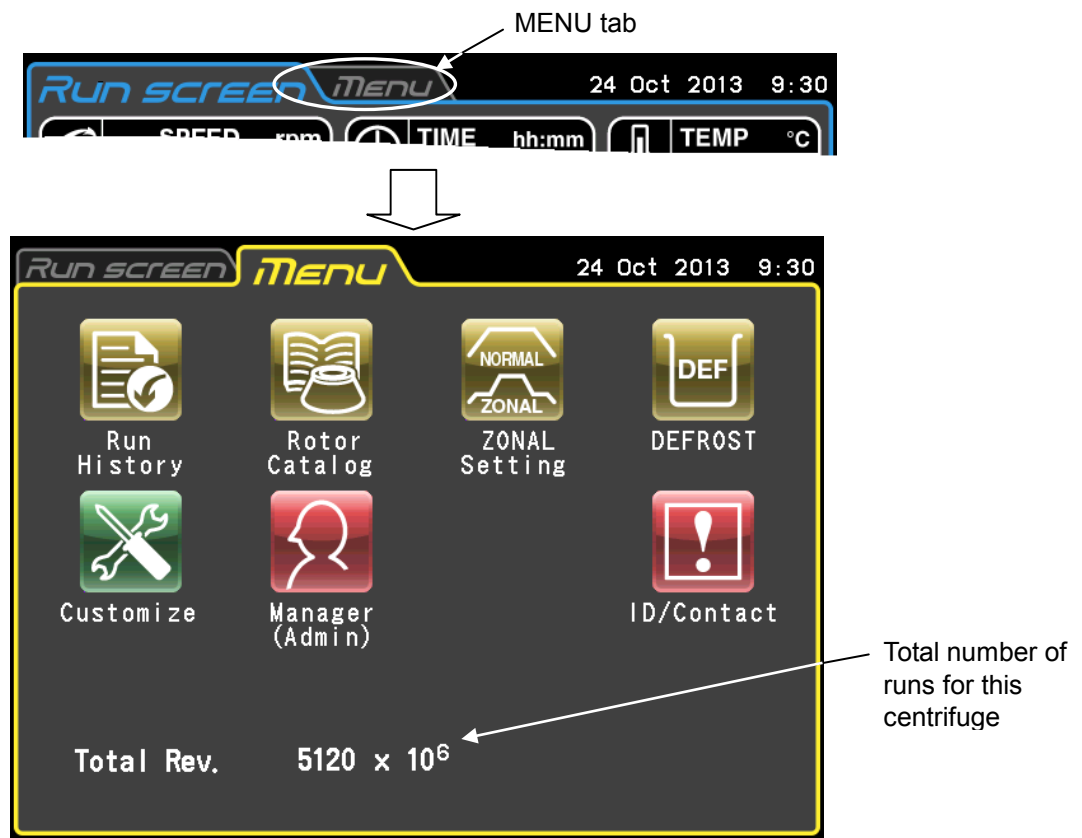 MENU tab
Run screen Menu 24 Oct 2013 9:30
SPEED rpm TIME hh:mm TEMP °C
Run screen Menu 24 Oct 2013 9:30
NORMAL
ZONAL
DEF
Run History
Rotor Catalog
ZONAL Setting
DEFROST
Customize
Manager (Admin)
ID/Contact
Total number of
runs for this
centrifuge
Total Rev. 5120 × 10⁶